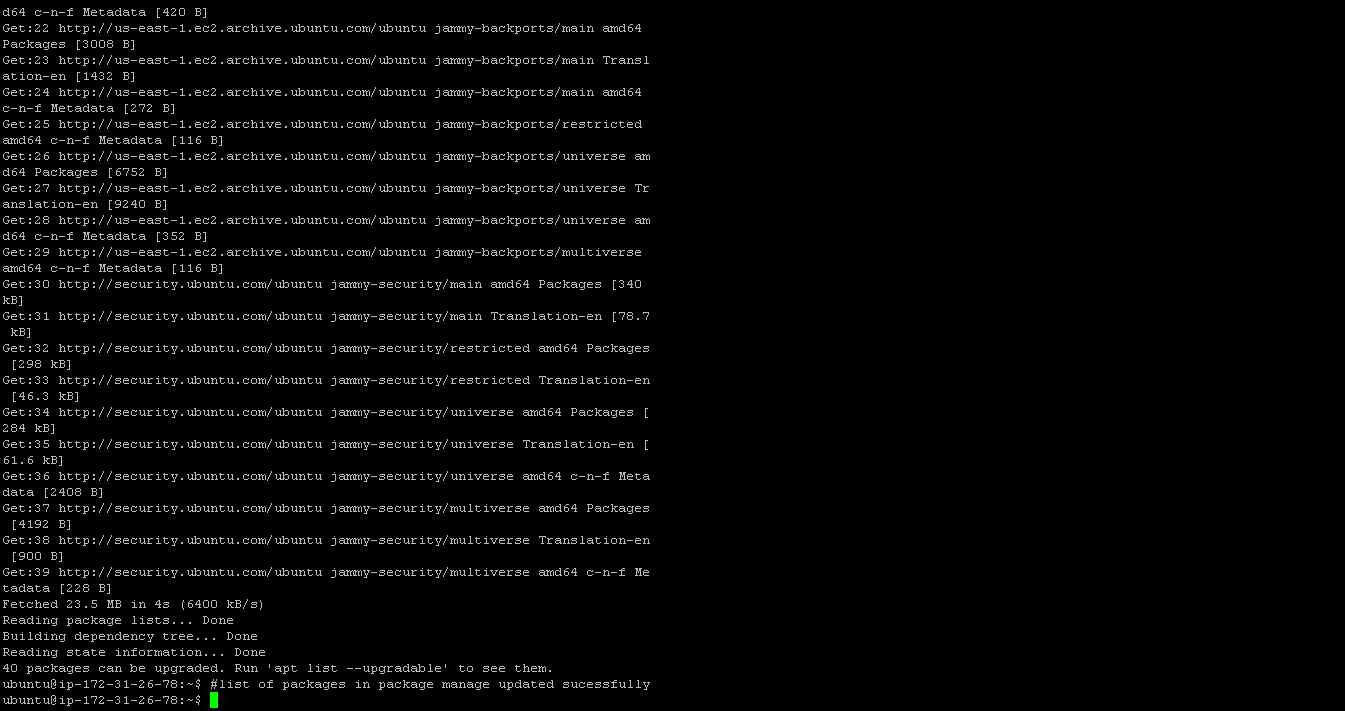 d64 c-n-f Metadata [420 B]
Get:22 http://us-east-1.ec2.archive.ubuntu.com/ubuntu jammy-backports/main amd64
Packages [3008 B]
Get:23 http://us-east-1.ec2.archive.ubuntu.com/ubuntu jammy-backports/main Transl
ation-en [1432 B]
Get:24 http://us-east-1.ec2.archive.ubuntu.com/ubuntu jammy-backports/main amd64
c-n-f Metadata [272 B]
Get:25 http://us-east-1.ec2.archive.ubuntu.com/ubuntu jammy-backports/restricted
amd64 c-n-f Metadata [116 B]
Get:26 http://us-east-1.ec2.archive.ubuntu.com/ubuntu jammy-backports/universe am
d64 Packages [6752 B]
Get:27 http://us-east-1.ec2.archive.ubuntu.com/ubuntu jammy-backports/universe Tr
anslation-en [9240 B]
Get:28 http://us-east-1.ec2.archive.ubuntu.com/ubuntu jammy-backports/universe am
d64 c-n-f Metadata [352 B]
Get:29 http://us-east-1.ec2.archive.ubuntu.com/ubuntu jammy-backports/multiverse
amd64 c-n-f Metadata [116 B]
Get:30 http://security.ubuntu.com/ubuntu jammy-security/main amd64 Packages [340
kB]
Get:31 http://security.ubuntu.com/ubuntu jammy-security/main Translation-en [78.7
 kB]
Get:32 http://security.ubuntu.com/ubuntu jammy-security/restricted amd64 Packages
 [298 kB]
Get:33 http://security.ubuntu.com/ubuntu jammy-security/restricted Translation-en
 [46.3 kB]
Get:34 http://security.ubuntu.com/ubuntu jammy-security/universe amd64 Packages [
284 kB]
Get:35 http://security.ubuntu.com/ubuntu jammy-security/universe Translation-en [
61.6 kB]
Get:36 http://security.ubuntu.com/ubuntu jammy-security/universe amd64 c-n-f Meta
data [2408 B]
Get:37 http://security.ubuntu.com/ubuntu jammy-security/multiverse amd64 Packages
 [4192 B]
Get:38 http://security.ubuntu.com/ubuntu jammy-security/multiverse Translation-en
 [900 B]
Get:39 http://security.ubuntu.com/ubuntu jammy-security/multiverse amd64 c-n-f Me
tadata [228 B]
Fetched 23.5 MB in 4s (6400 kB/s)
Reading package lists... Done
Building dependency tree... Done
Reading state information... Done
40 packages can be upgraded. Run 'apt list --upgradable' to see them.
ubuntu@ip-172-31-26-78:~$ #list of packages in package manage updated sucessfully
ubuntu@ip-172-31-26-78:~$